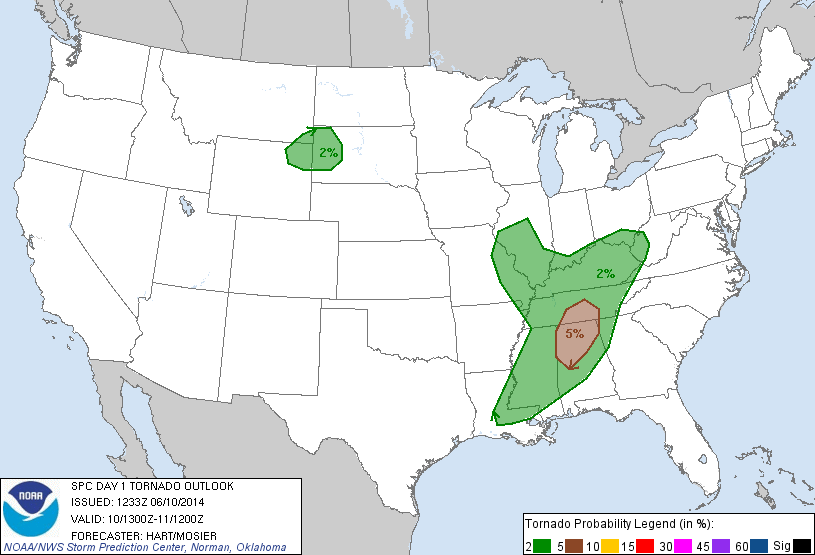 2%
2%
5%
NOAA
SPC DAY 1 TORNADO OUTLOOK
ISSUED: 1233Z 06/10/2014
VALID: 10/1300Z-11/1200Z
FORECASTER: HART/MOSIER
NOAA/NWS Storm Prediction Center, Norman, Oklahoma
Tornado Probability Legend (in %):
2 5 10 15 30 45 60 Sig